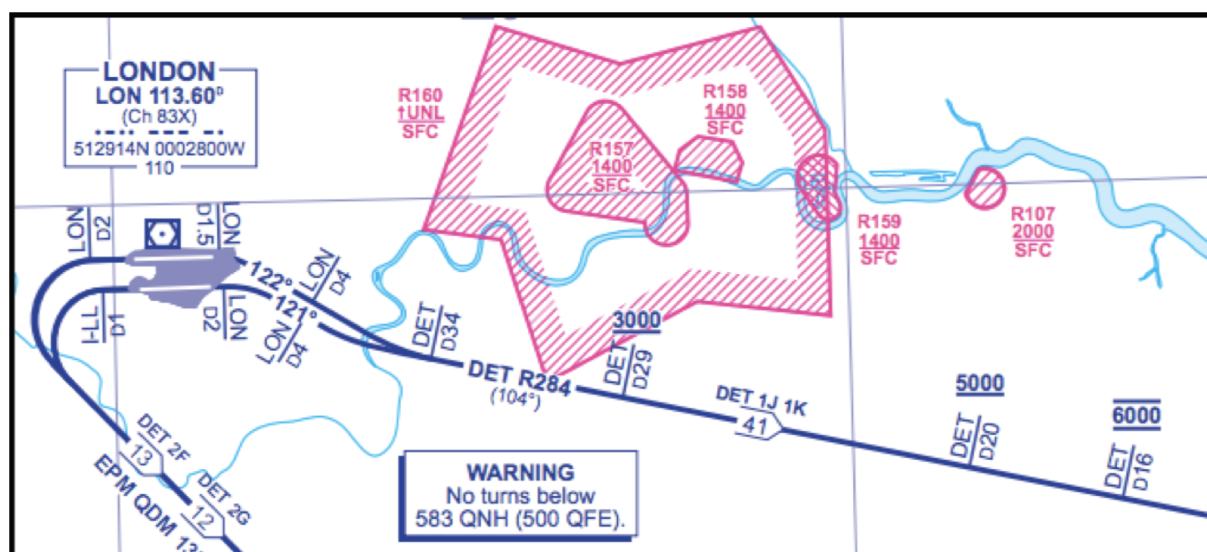 LONDON
LON 113.60ᴰ
(Ch 83X)
512914N 0002800W
110
R160
↑UNL
SFC
R157
1400
SFC
R158
1400
SFC
R159
1400
SFC
R107
2000
SFC
LON
D2
D1.5
LON
I-LL
D1
D2
LON
122°
121°
LON
D4
LON
D4
DET
D34
DET R284
(104°)
3000
DET
D29
DET 1J 1K
41
5000
DET
D20
6000
DET
D16
DET 2F
13
EPM QDM 13
DET 2G
12
WARNING
No turns below
583 QNH (500 QFE).